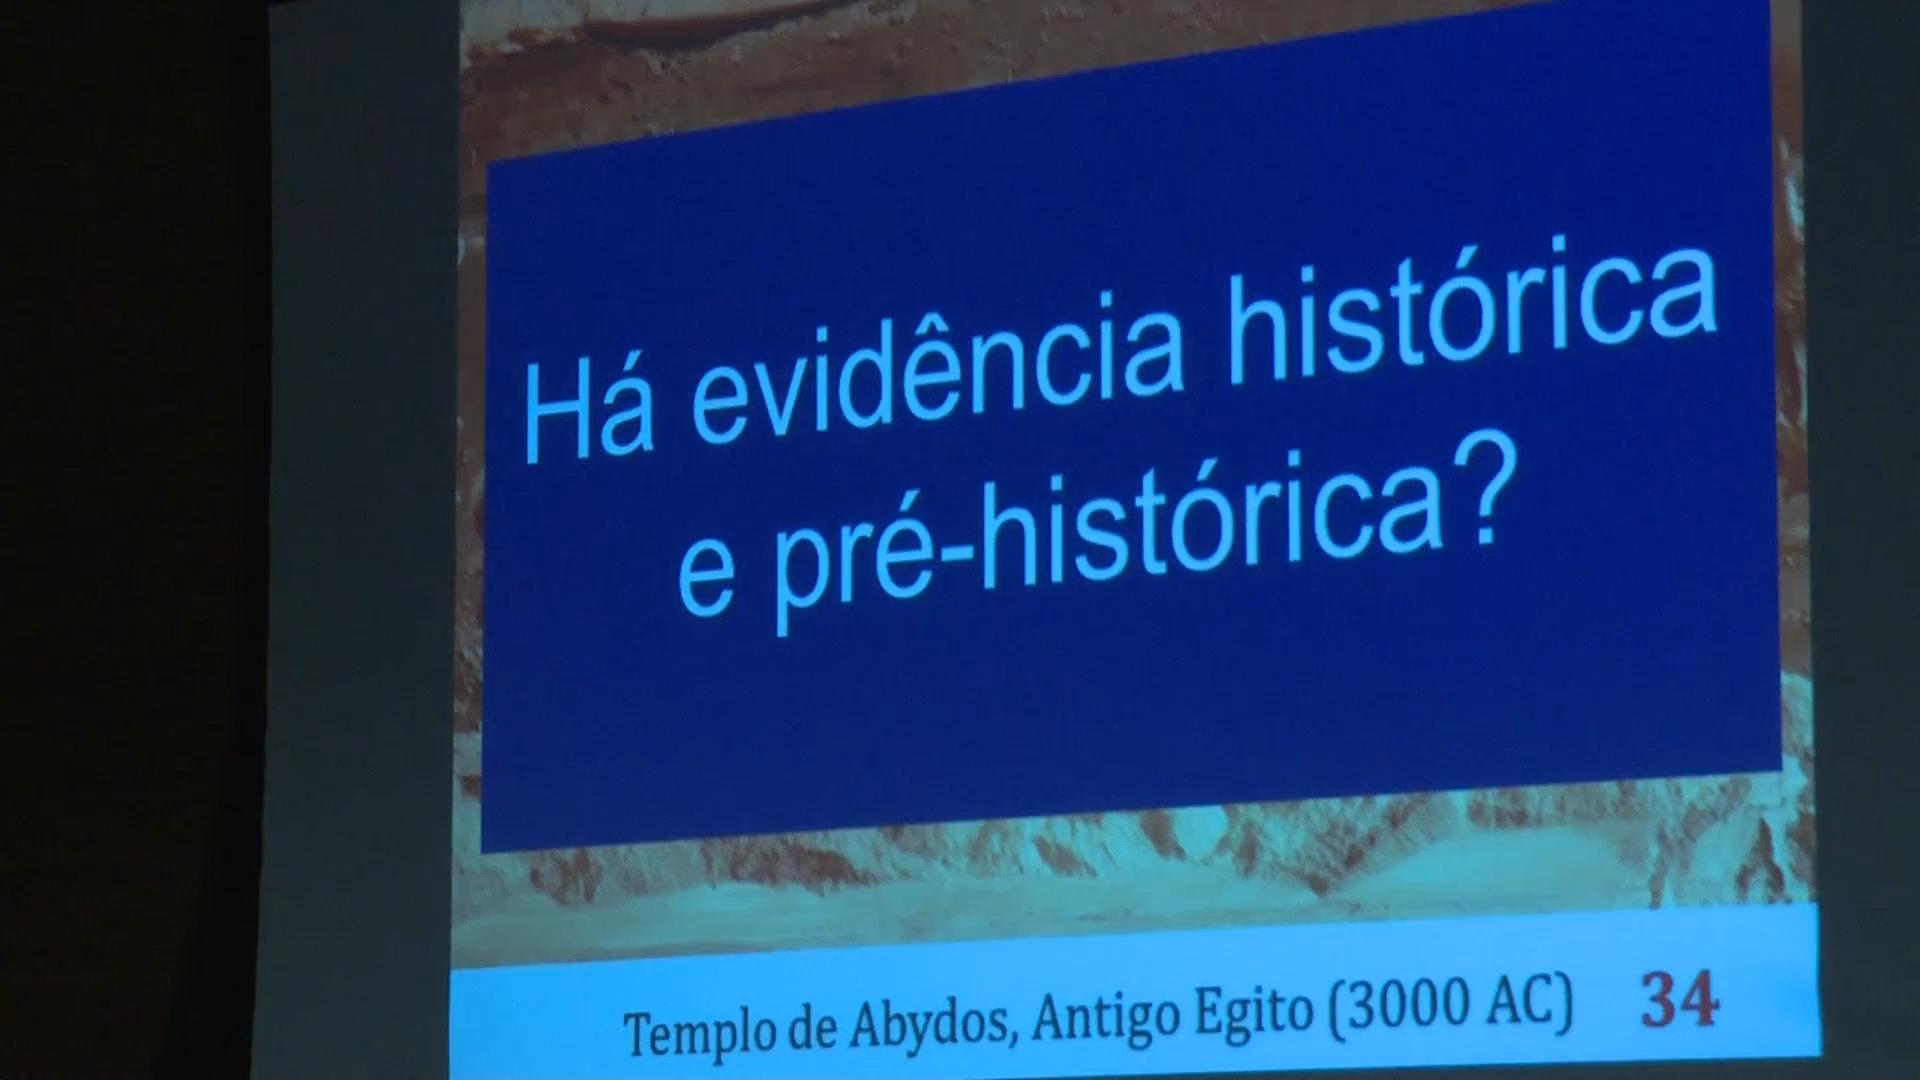 Há evidência histórica
e pré-histórica?
Templo de Abydos, Antigo Egito (3000 AC) 34